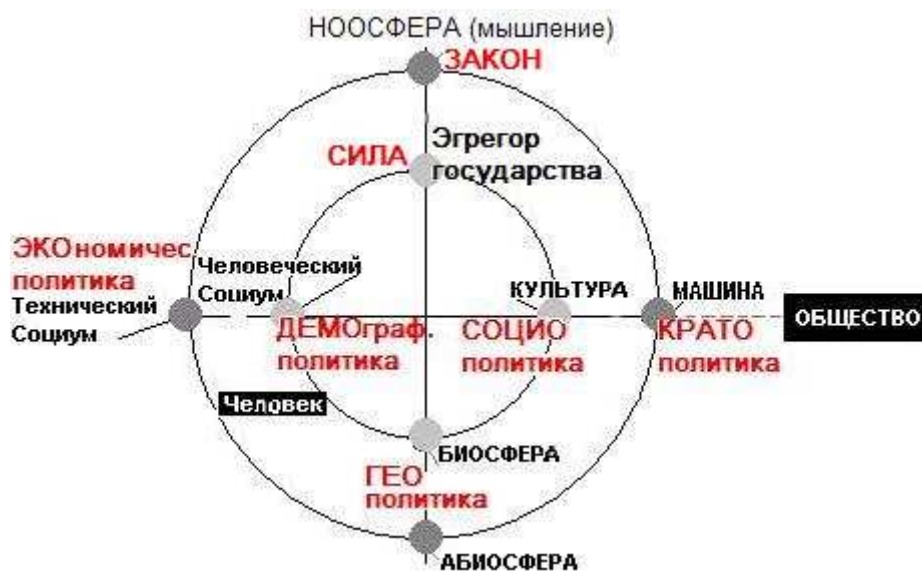 НООСФЕРА (мышление)
ЗАКОН
СИЛА
Эгрегор
государства
ЭКОномичес.
политика
Технический
Социум
Человеческий
Социум
КУЛЬТУРА
МАШИНА
ОБЩЕСТВО
ДЕМОграф.
политика
СОЦИО
политика
КРАТО
политика
Человек
БИОСФЕРА
ГЕО
политика
АБИОСФЕРА